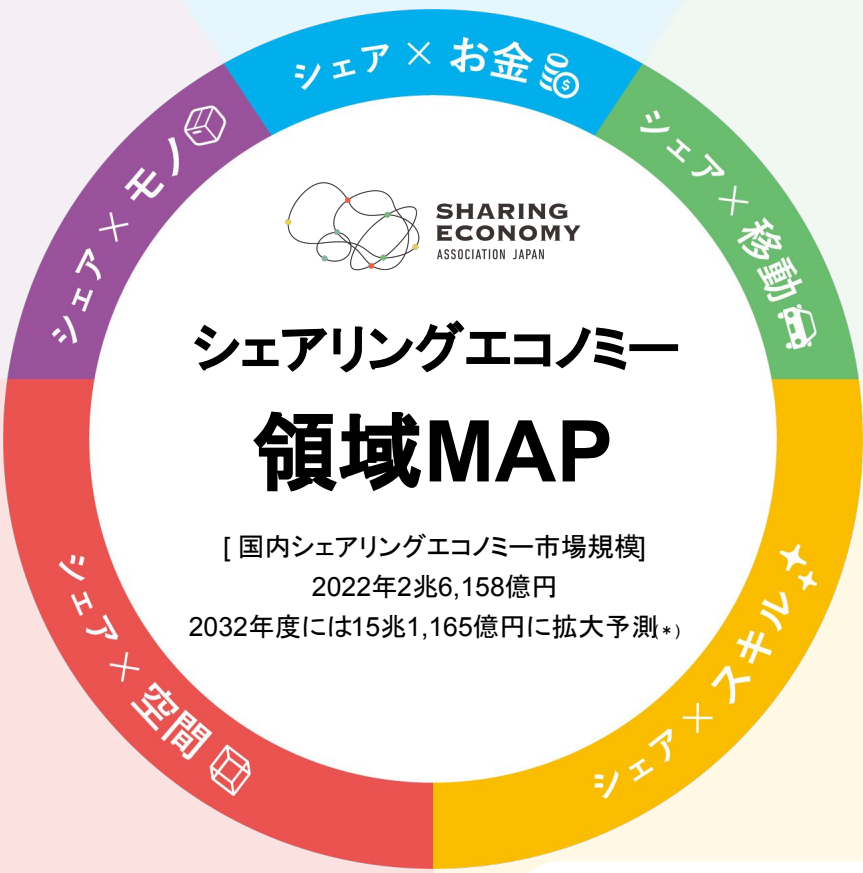 シェア×お金
シェア×モノ
シェア×移動
SHARING
ECONOMY
ASSOCIATION JAPAN
シェアリングエコノミー
領域MAP
[ 国内シェアリングエコノミー市場規模]
2022年2兆6,158億円
2032年度には15兆1,165億円に拡大予測(*)
シェア×空間
シェア×スキル